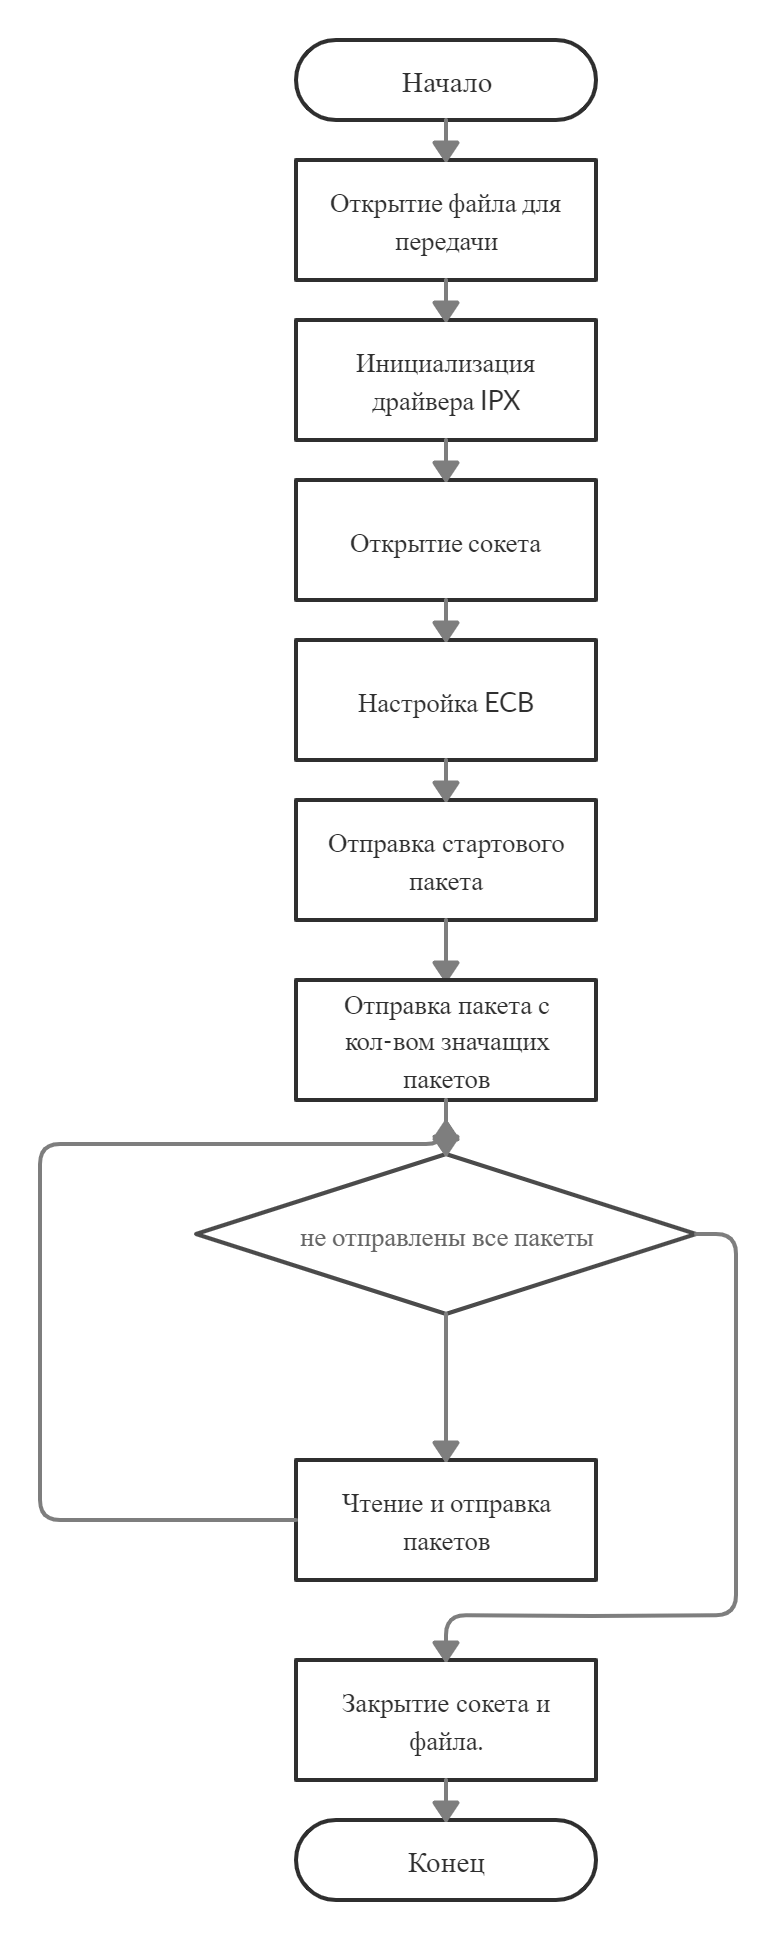 Начало
Открытие файла для
передачи
Инициализация
драйвера IPX
Открытие сокета
Настройка ECB
Отправка стартового
пакета
Отправка пакета с
кол-вом значащих
пакетов
не отправлены все пакеты
Чтение и отправка
пакетов
Закрытие сокета и
файла.
Конец